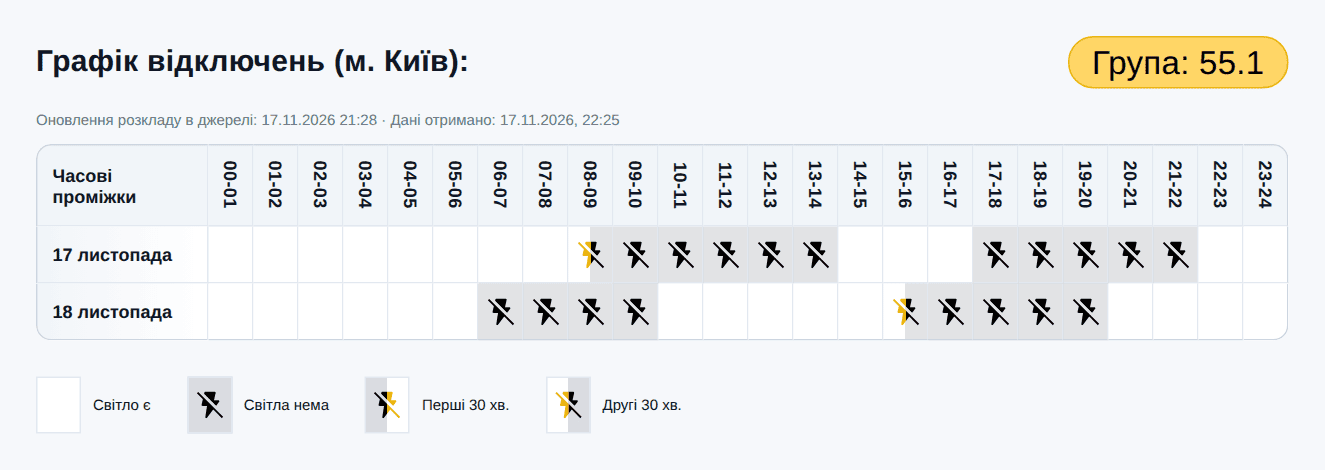 Графік відключень (м. Київ):
Група: 55.1
Оновлення розкладу в джерелі: 17.11.2026 21:28 · Дані отримано: 17.11.2026, 22:25
Часові проміжки 00-01 01-02 02-03 03-04 04-05 05-06 06-07 07-08 08-09 09-10 10-11 11-12 12-13 13-14 14-15 15-16 16-17 17-18 18-19 19-20 20-21 21-22 22-23 23-24
17 листопада
18 листопада
Світло є Світла нема Перші 30 хв. Другі 30 хв.